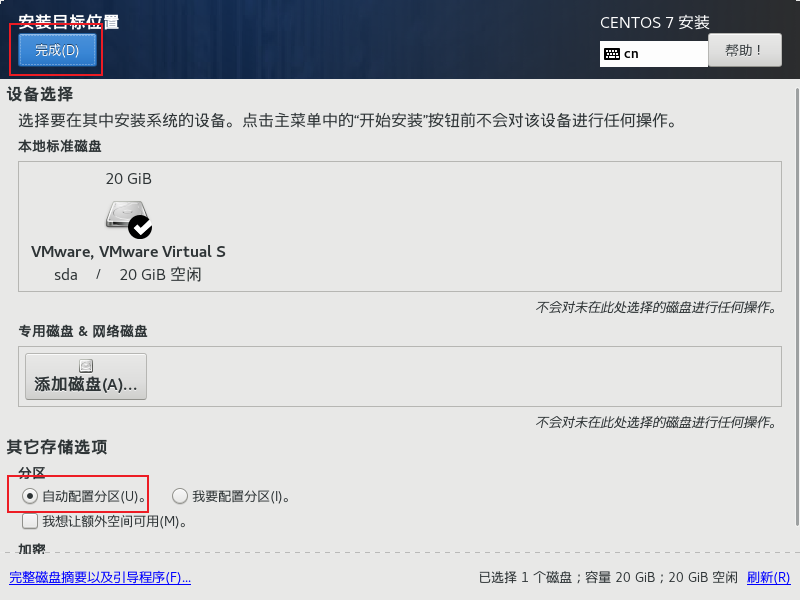 安装目标位置
CENTOS 7 安装
完成(D)
cn
帮助！
设备选择
选择要在其中安装系统的设备。点击主菜单中的“开始安装”按钮前不会对该设备进行任何操作。
本地标准磁盘
20 GiB
VMware, VMware Virtual S
sda / 20 GiB 空闲
不会对未在此处选择的磁盘进行任何操作。
专用磁盘 & 网络磁盘
添加磁盘(A)...
不会对未在此处选择的磁盘进行任何操作。
其它存储选项
分区
自动配置分区(U)。 我要配置分区(I)。
我想让额外空间可用(M)。
加密
完整磁盘摘要以及引导程序(F)...
已选择 1 个磁盘；容量 20 GiB；20 GiB 空闲 刷新(R)